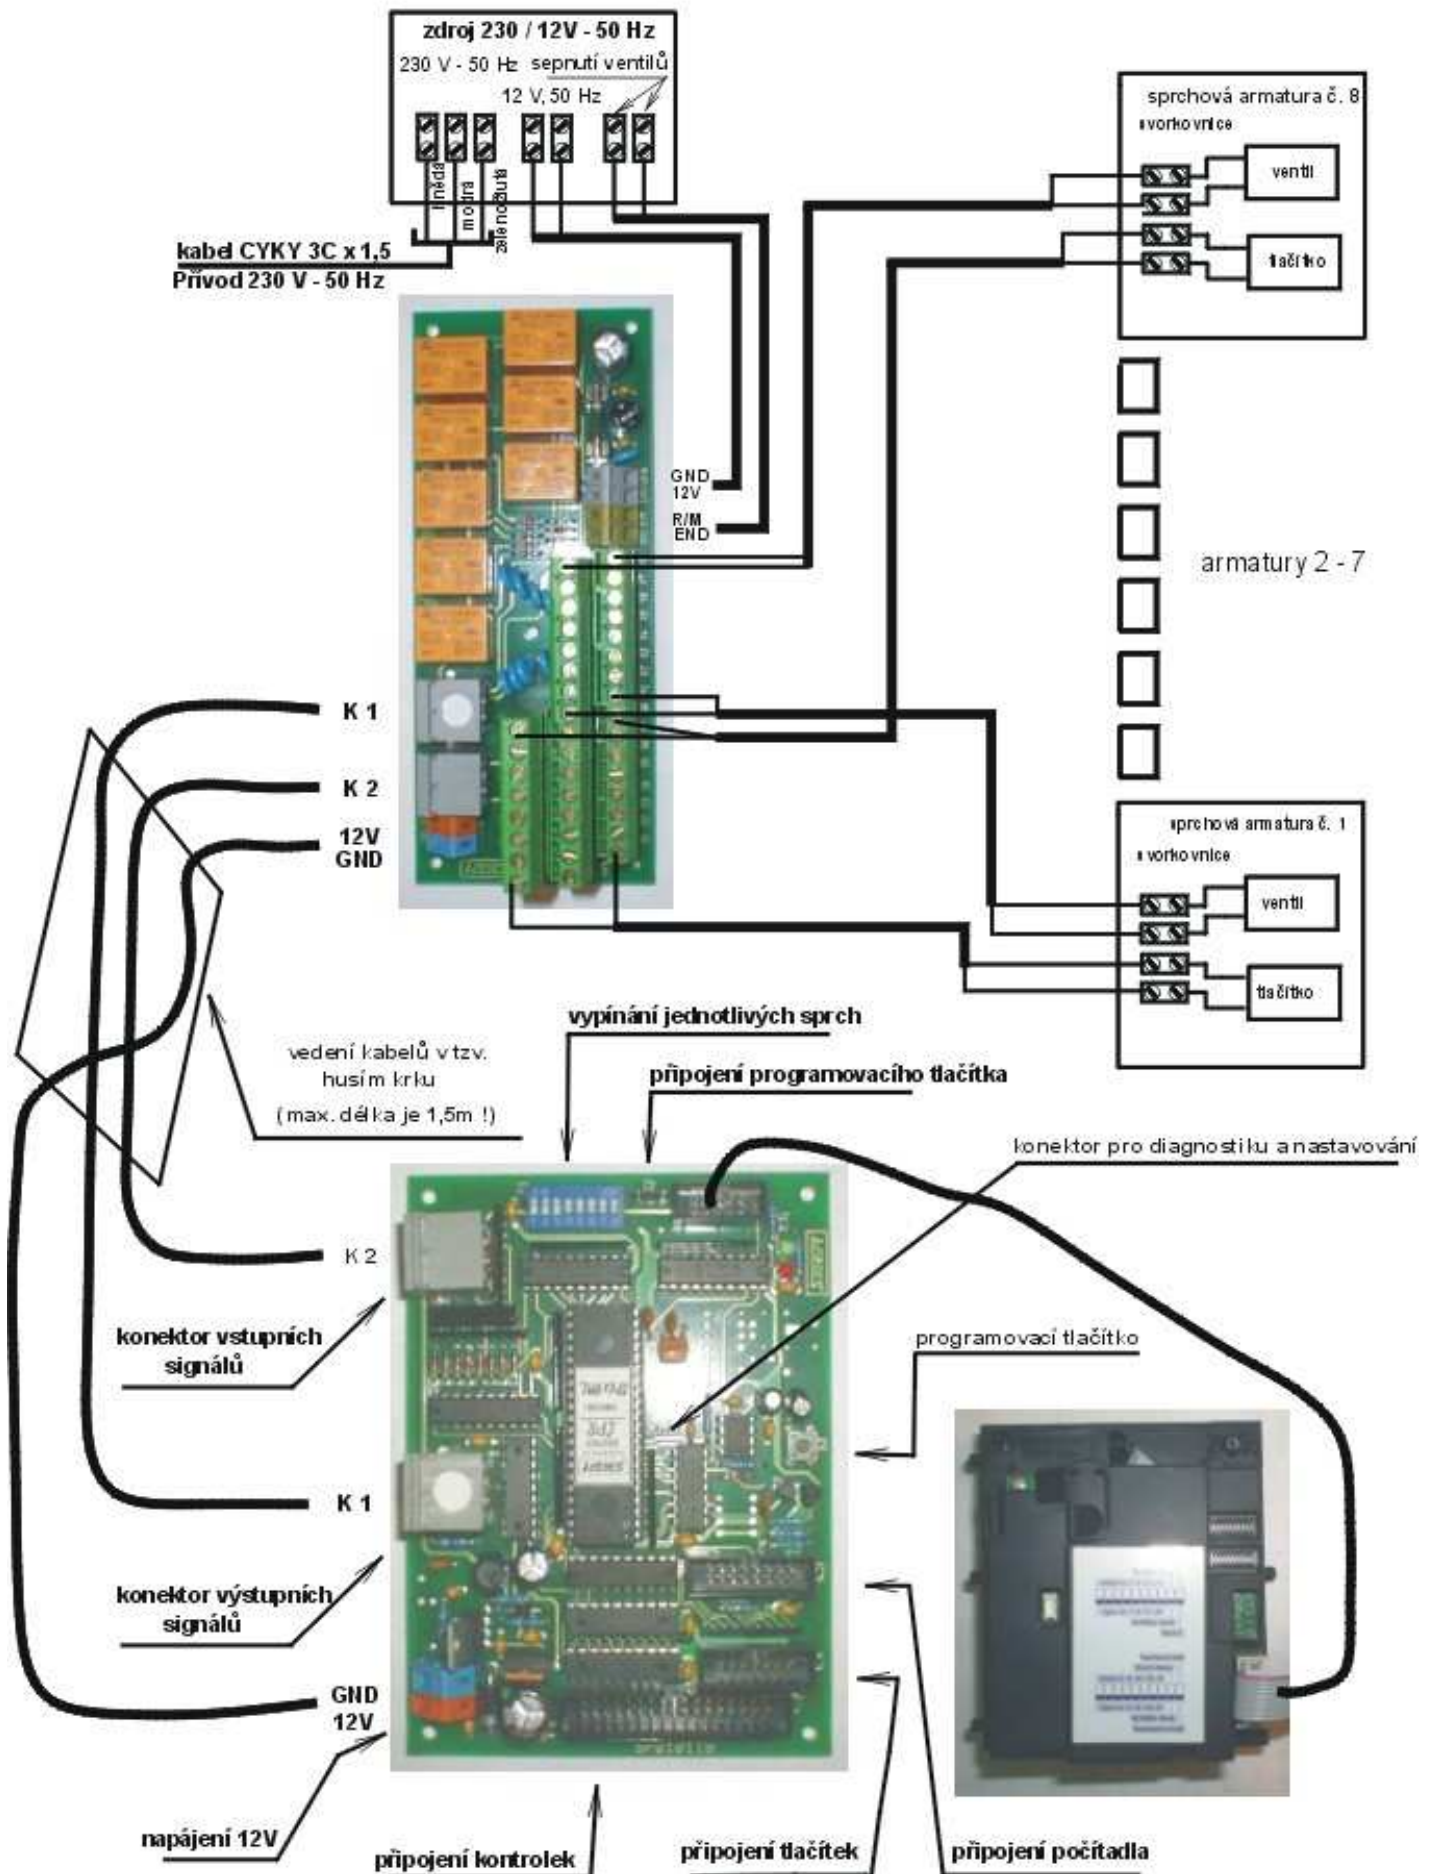 zdroj 230 / 12V - 50 Hz
230 V - 50 Hz
sepnutí ventilů
12 V, 50 Hz
hnědá
modrá
zelenožlutá
kabel CYKY 3C x 1,5
Přívod 230 V - 50 Hz
sprchová armatura č. 8
svorkovnice
ventil
tlačítko
GND
12V
R/M
END
armatury 2 - 7
K 1
K 2
12V
GND
sprchová armatura č. 1
svorkovnice
ventil
tlačítko
vypínání jednotlivých sprch
připojení programovacího tlačítka
vedení kabelů v tzv.
husím krku
(max. délka je 1,5m !)
konektor pro diagnostiku a nastavování
K 2
konektor vstupních
signálů
programovací tlačítko
K 1
konektor výstupních
signálů
GND
12V
napájení 12V
připojení kontrolek
připojení tlačítek
připojení počítadla